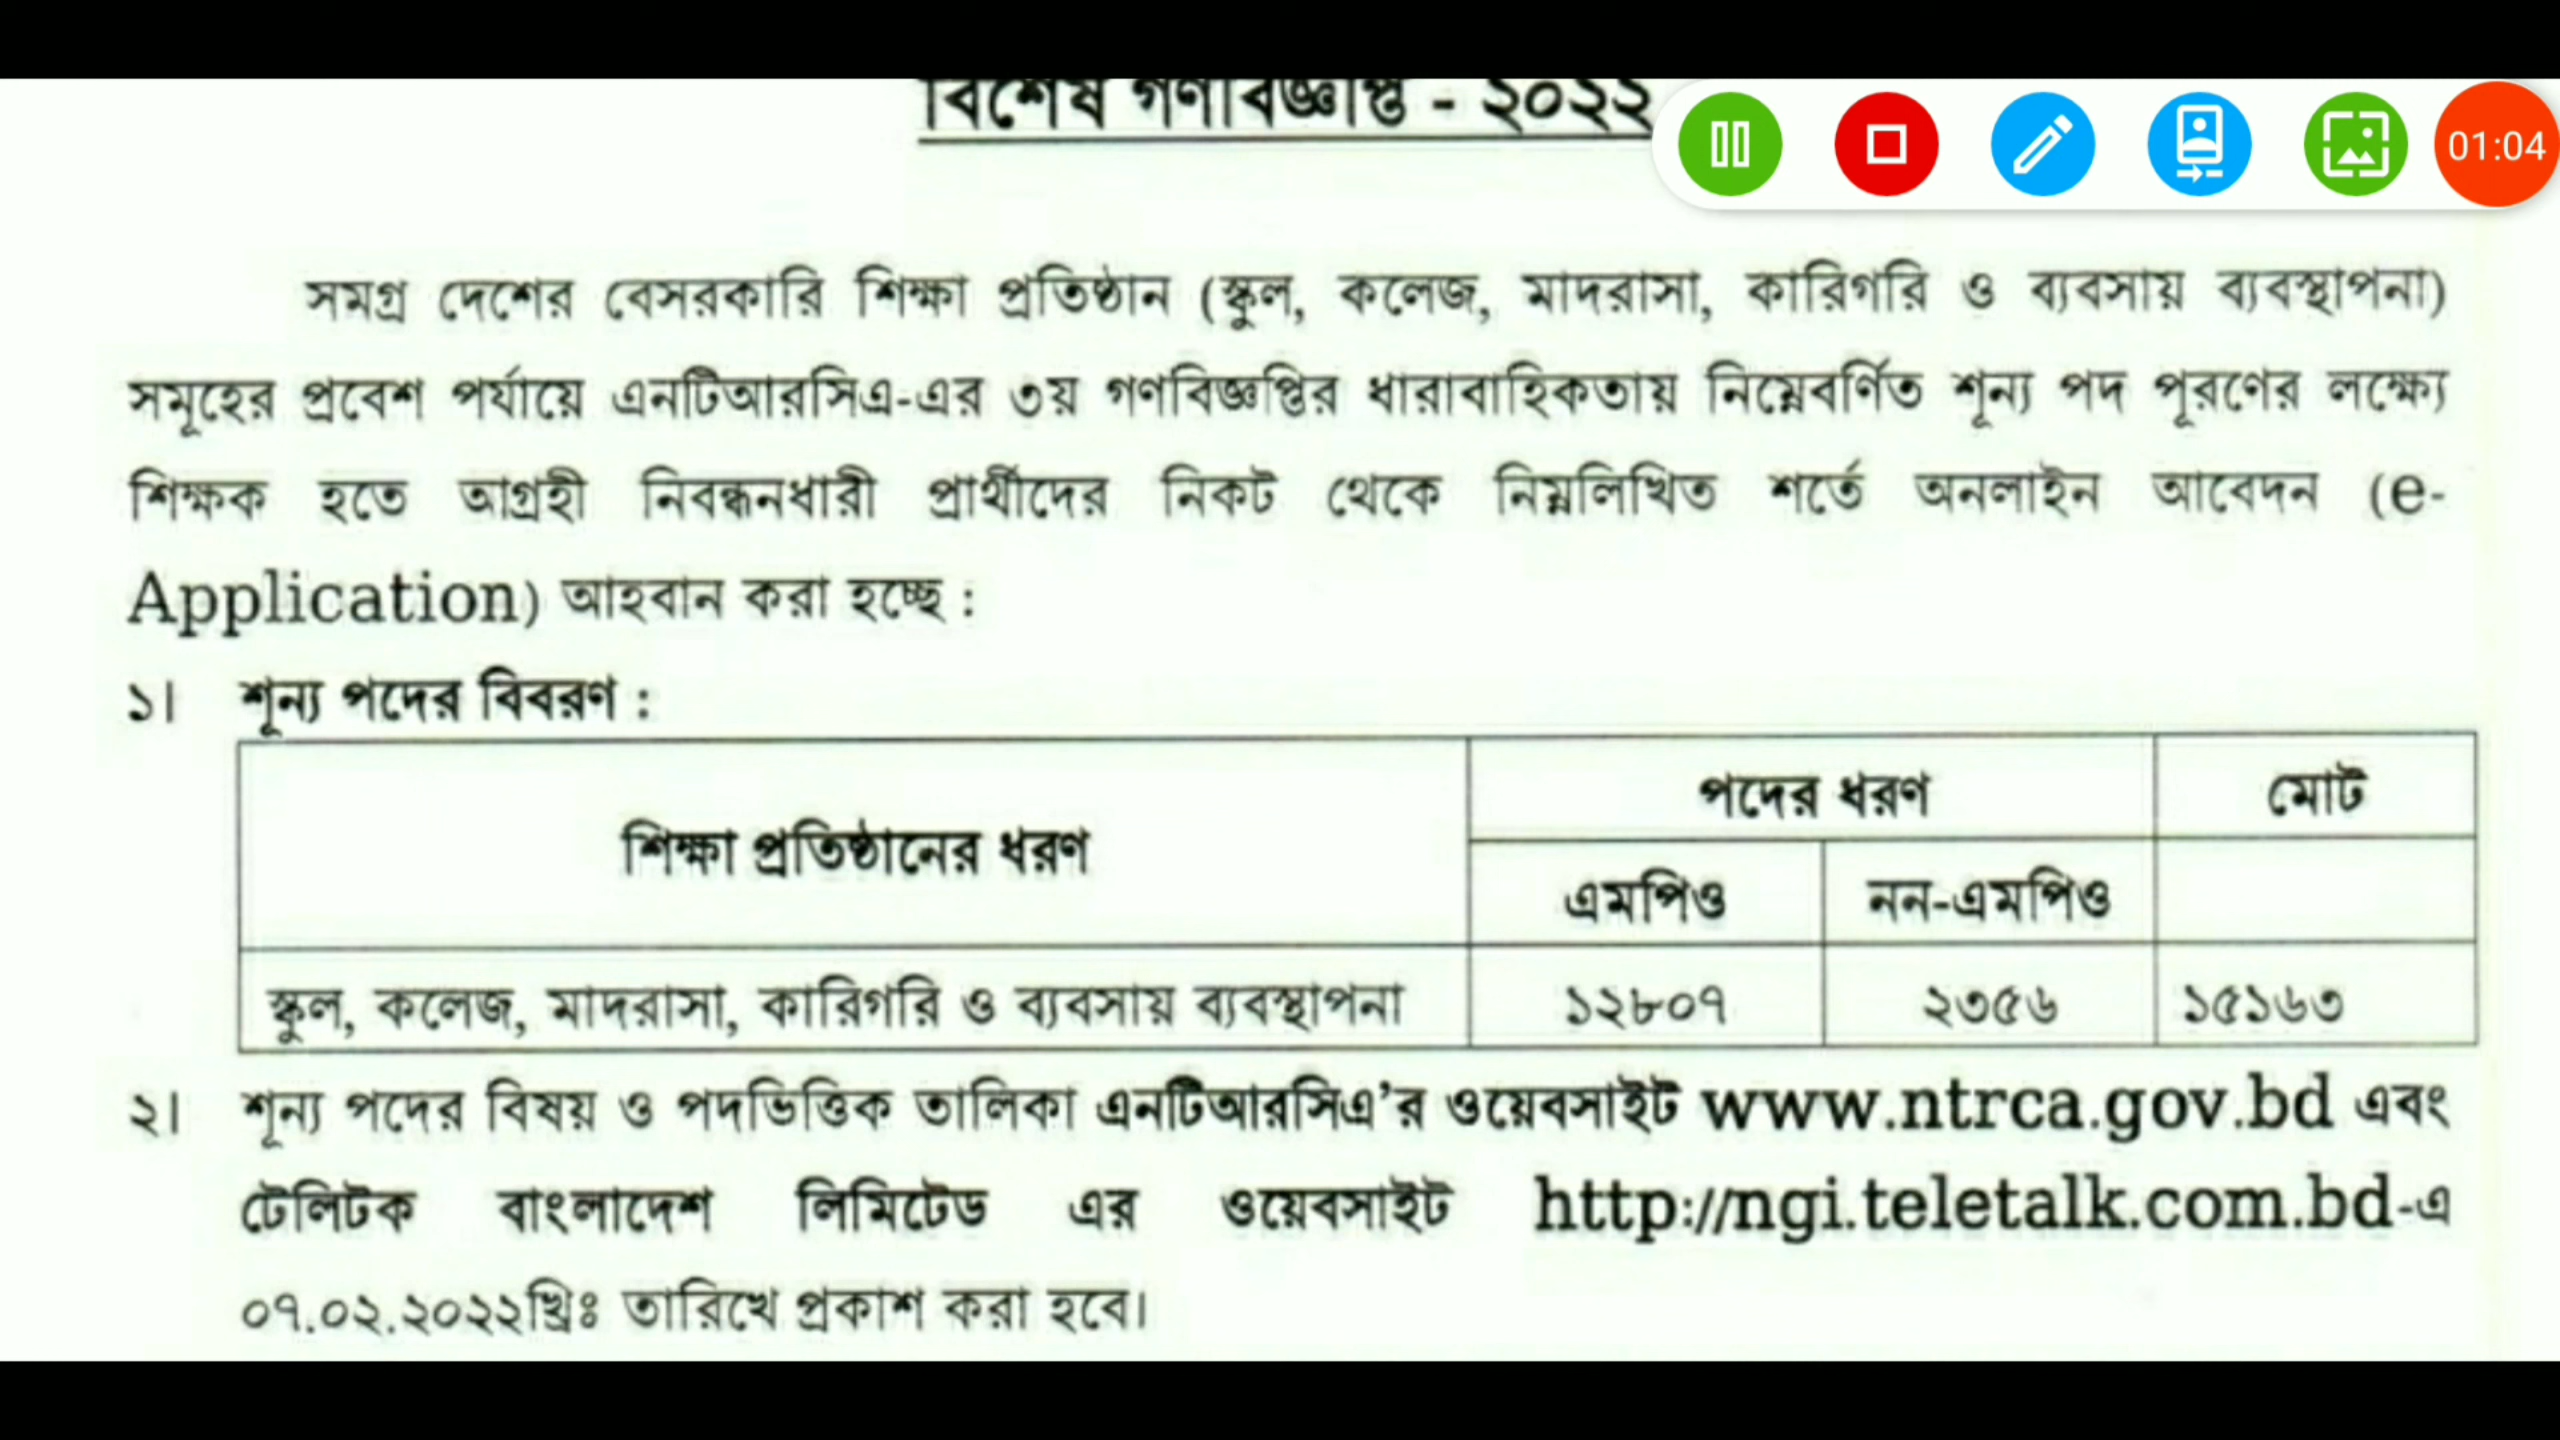 বিশেষ গণবিজ্ঞপ্তি - ২০২২
01:04
সমগ্র দেশের বেসরকারি শিক্ষা প্রতিষ্ঠান (স্কুল, কলেজ, মাদরাসা, কারিগরি ও ব্যবসায় ব্যবস্থাপনা)
সমূহের প্রবেশ পর্যায়ে এনটিআরসিএ-এর ৩য় গণবিজ্ঞপ্তির ধারাবাহিকতায় নিম্নেবর্ণিত শূন্য পদ পূরণের লক্ষ্যে
শিক্ষক হতে আগ্রহী নিবন্ধনধারী প্রার্থীদের নিকট থেকে নিম্নলিখিত শর্তে অনলাইন আবেদন (e-
Application) আহবান করা হচ্ছে :
১। শূন্য পদের বিবরণ :
শিক্ষা প্রতিষ্ঠানের ধরণ
পদের ধরণ মোট
এমপিও নন-এমপিও
স্কুল, কলেজ, মাদরাসা, কারিগরি ও ব্যবসায় ব্যবস্থাপনা ১২৮০৭ ২৩৫৬ ১৫১৬৩
২। শূন্য পদের বিষয় ও পদভিত্তিক তালিকা এনটিআরসিএ’র ওয়েবসাইট www.ntrca.gov.bd এবং
টেলিটক বাংলাদেশ লিমিটেড এর ওয়েবসাইট http://ngi.teletalk.com.bd-এ
০৭.০২.২০২২খ্রিঃ তারিখে প্রকাশ করা হবে।